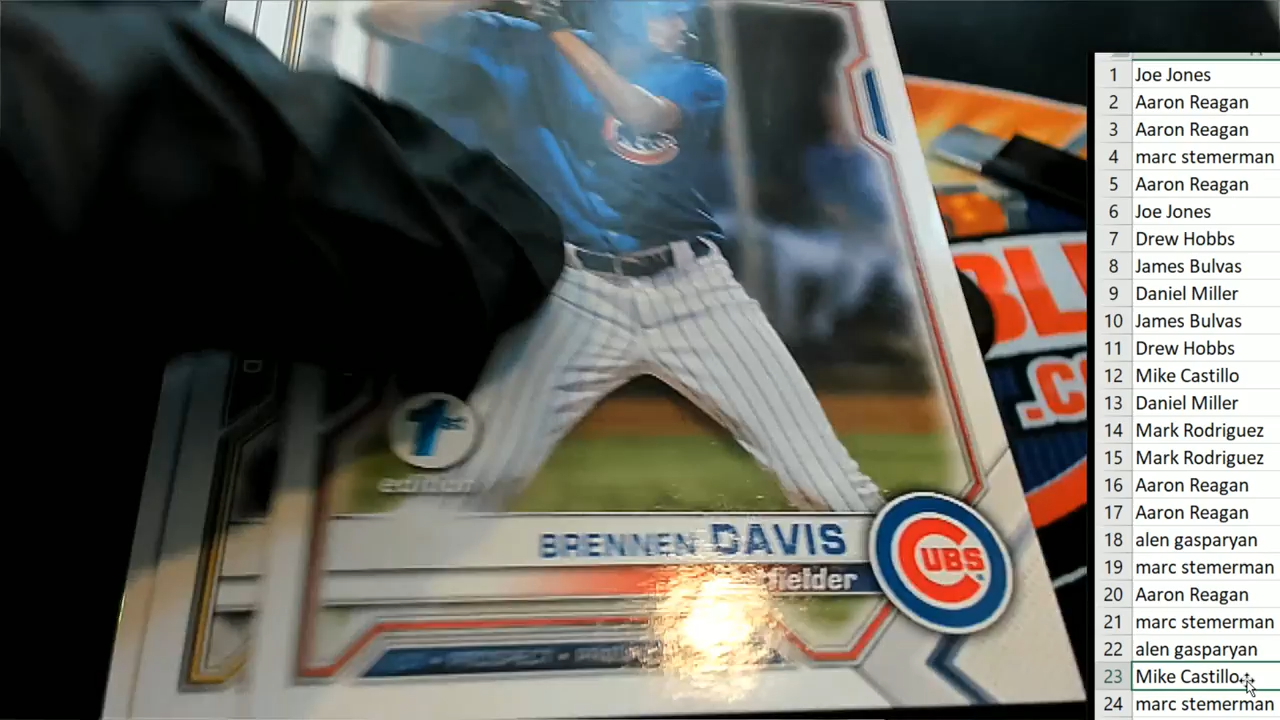 1st
edition
BRENNEN DAVIS
fielder
CUBS
BL
.C
1 Joe Jones
2 Aaron Reagan
3 Aaron Reagan
4 marc stemerman
5 Aaron Reagan
6 Joe Jones
7 Drew Hobbs
8 James Bulvas
9 Daniel Miller
10 James Bulvas
11 Drew Hobbs
12 Mike Castillo
13 Daniel Miller
14 Mark Rodriguez
15 Mark Rodriguez
16 Aaron Reagan
17 Aaron Reagan
18 alen gasparyan
19 marc stemerman
20 Aaron Reagan
21 marc stemerman
22 alen gasparyan
23 Mike Castillo
24 marc stemerman